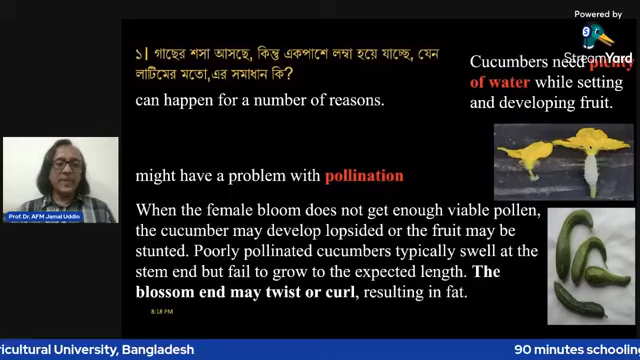 Powered by
StreamYard
১। গাছের শসা আসছে, কিন্তু একপাশে লম্বা হয়ে যাচ্ছে, যেন
লাটিমের মতো,এর সমাধান কি?
can happen for a number of reasons.
Cucumbers need plenty
of water while setting
and developing fruit.
might have a problem with pollination
When the female bloom does not get enough viable pollen,
the cucumber may develop lopsided or the fruit may be
stunted. Poorly pollinated cucumbers typically swell at the
stem end but fail to grow to the expected length. The
blossom end may twist or curl, resulting in fat.
8:18 PM
Prof. Dr. AFM Jamal Uddin
ricultural University, Bangladesh
90 minutes schooling